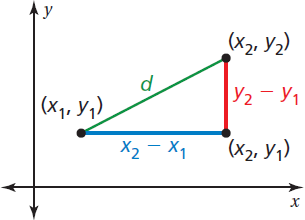 y
(x₂, y₂)
d
y₂ − y₁
(x₁, y₁)
x₂ − x₁
(x₂, y₁)
x